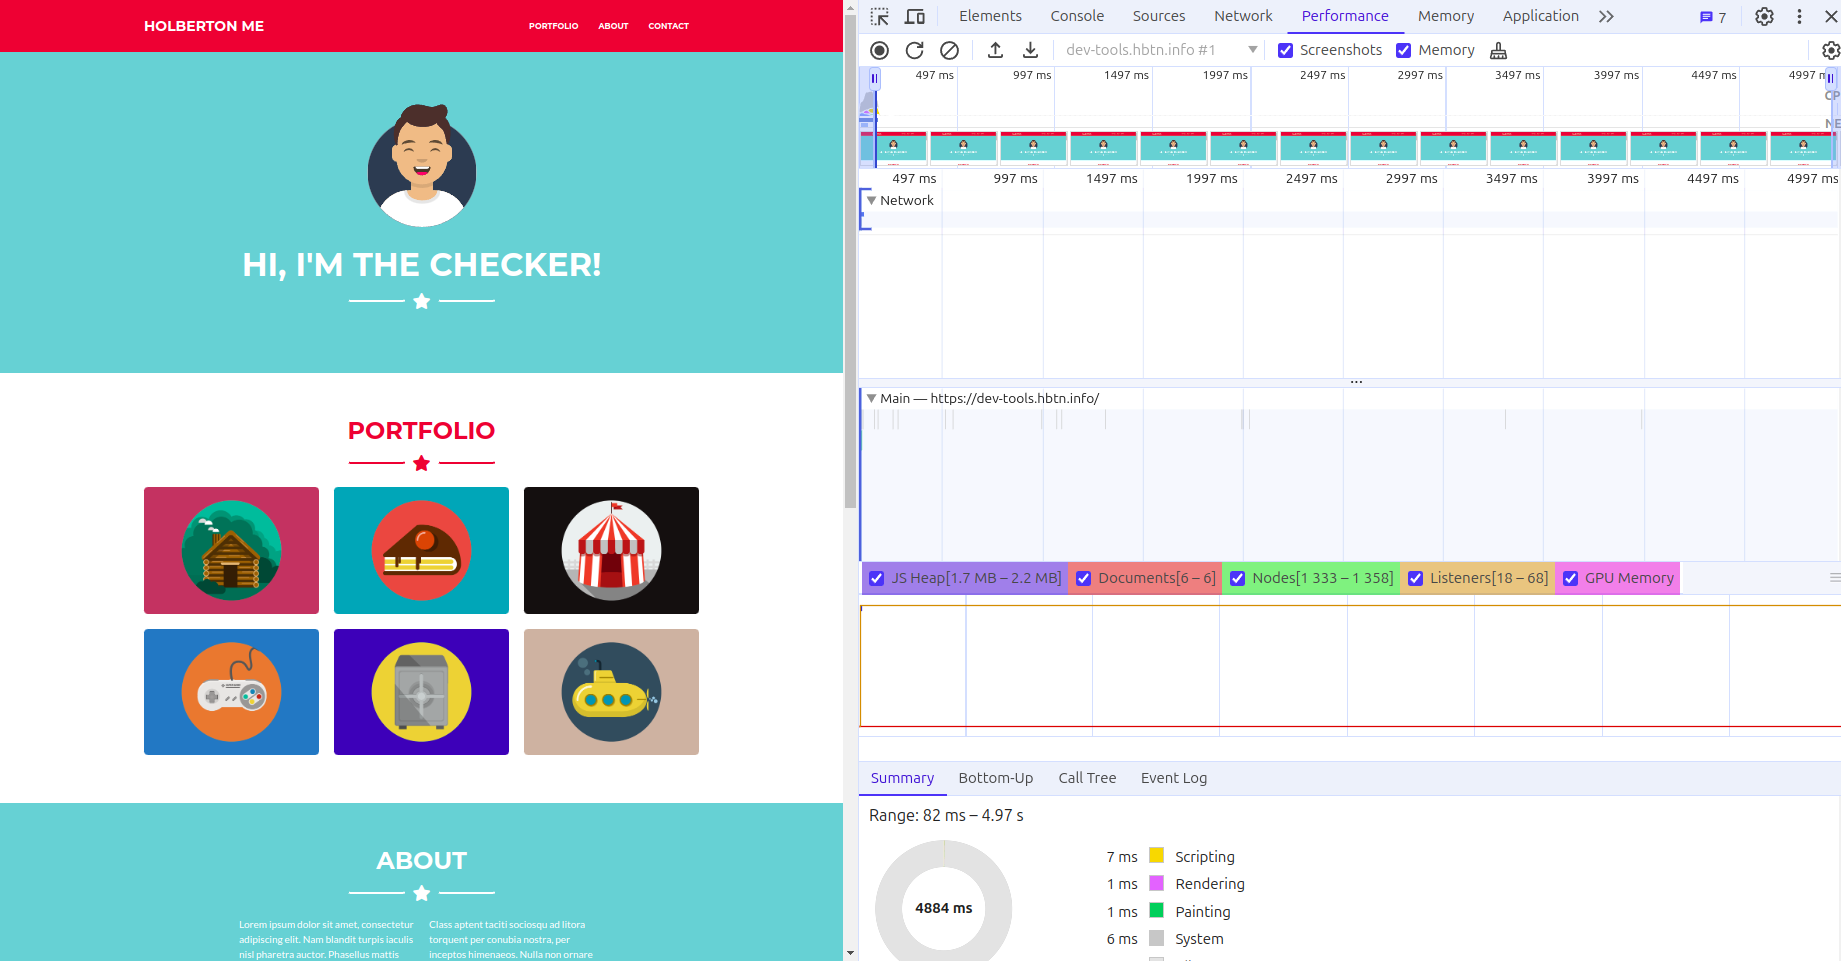 HOLBERTON ME
PORTFOLIO ABOUT CONTACT
HI, I'M THE CHECKER!
PORTFOLIO
ABOUT
Lorem ipsum dolor sit amet, consectetur
adipiscing elit. Nam blandit turpis iaculis
nisl pharetra auctor. Phasellus mattis
Class aptent taciti sociosqu ad litora
torquent per conubia nostra, per
inceptos himenaeos. Nulla non ornare
Elements Console Sources Network Performance Memory Application 7
dev-tools.hbtn.info #1 Screenshots Memory
497 ms 997 ms 1497 ms 1997 ms 2497 ms 2997 ms 3497 ms 3997 ms 4497 ms 4997 m
CP
NE
497 ms 997 ms 1497 ms 1997 ms 2497 ms 2997 ms 3497 ms 3997 ms 4497 ms 4997 ms
Network
...
Main — https://dev-tools.hbtn.info/
JS Heap[1.7 MB – 2.2 MB] Documents[6 – 6] Nodes[1 333 – 1 358] Listeners[18 – 68] GPU Memory
Summary Bottom-Up Call Tree Event Log
Range: 82 ms – 4.97 s
4884 ms
7 ms Scripting
1 ms Rendering
1 ms Painting
6 ms System